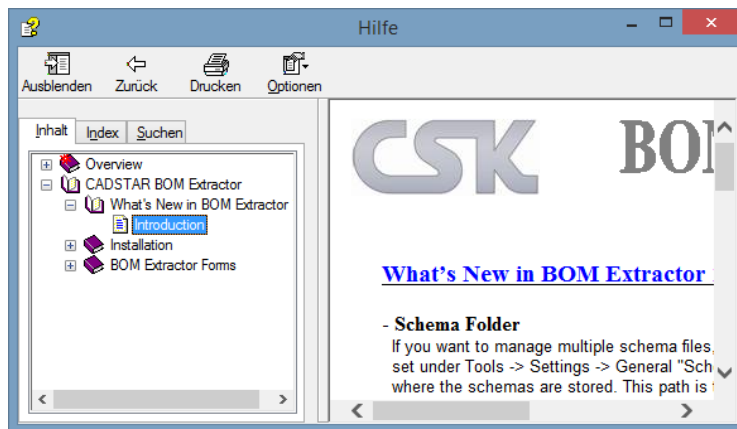 Hilfe
Ausblenden Zurück Drucken Optionen
Inhalt Index Suchen
Overview
CADSTAR BOM Extractor
What's New in BOM Extractor
Introduction
Installation
BOM Extractor Forms
CSK
What's New in BOM Extractor
- Schema Folder
If you want to manage multiple schema files,
set under Tools -> Settings -> General "Sch
where the schemas are stored. This path is